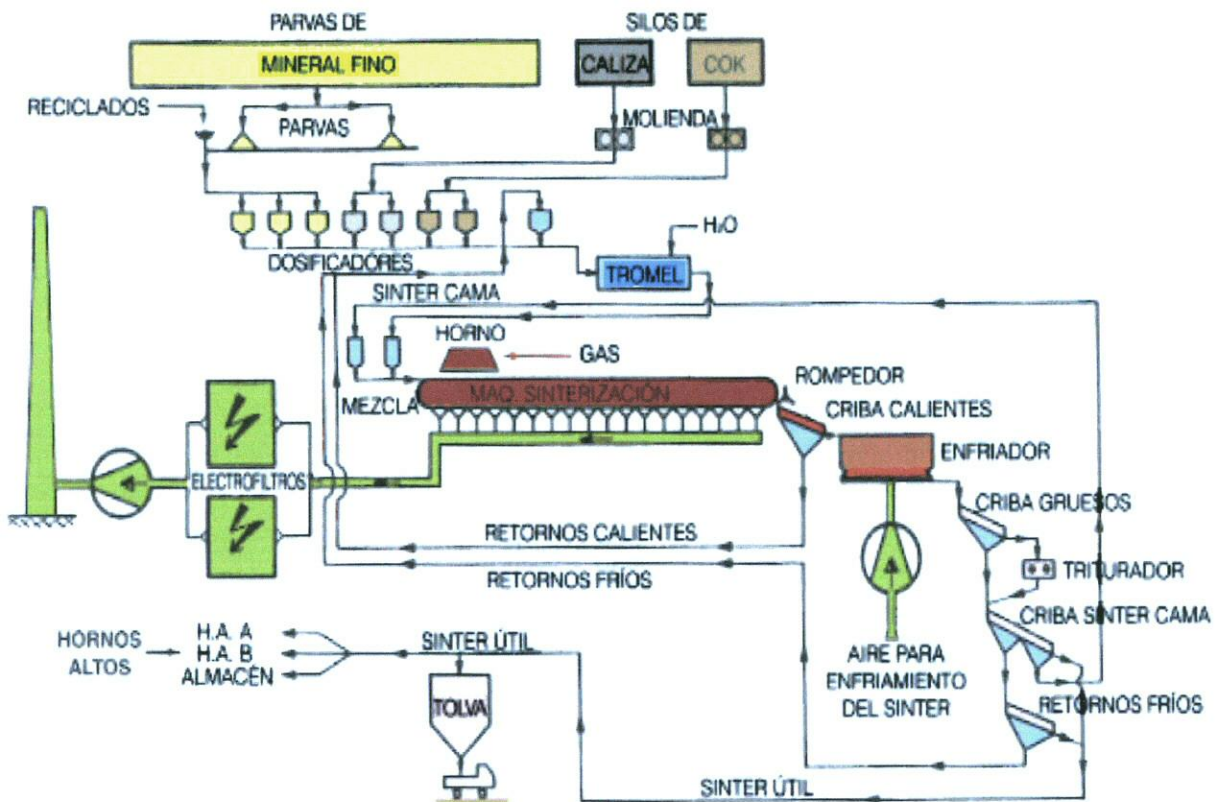 PARVAS DE
SILOS DE
MINERAL FINO
CALIZA
COK
RECICLADOS
PARVAS
MOLIENDA
H₂O
DOSIFICADORES
TROMEL
SINTER CAMA
HORNO
GAS
ROMPEDOR
MEZCLA
MAQ. SINTERIZACIÓN
CRIBA CALIENTES
ENFRIADOR
ELECTROFILTROS
CRIBA GRUESOS
RETORNOS CALIENTES
TRITURADOR
RETORNOS FRÍOS
CRIBA SINTER CAMA
HORNOS
ALTOS
H.A. A
H.A. B
ALMACÉN
SINTER ÚTIL
AIRE PARA
ENFRIAMIENTO
DEL SINTER
RETORNOS FRÍOS
TOLVA
SINTER ÚTIL